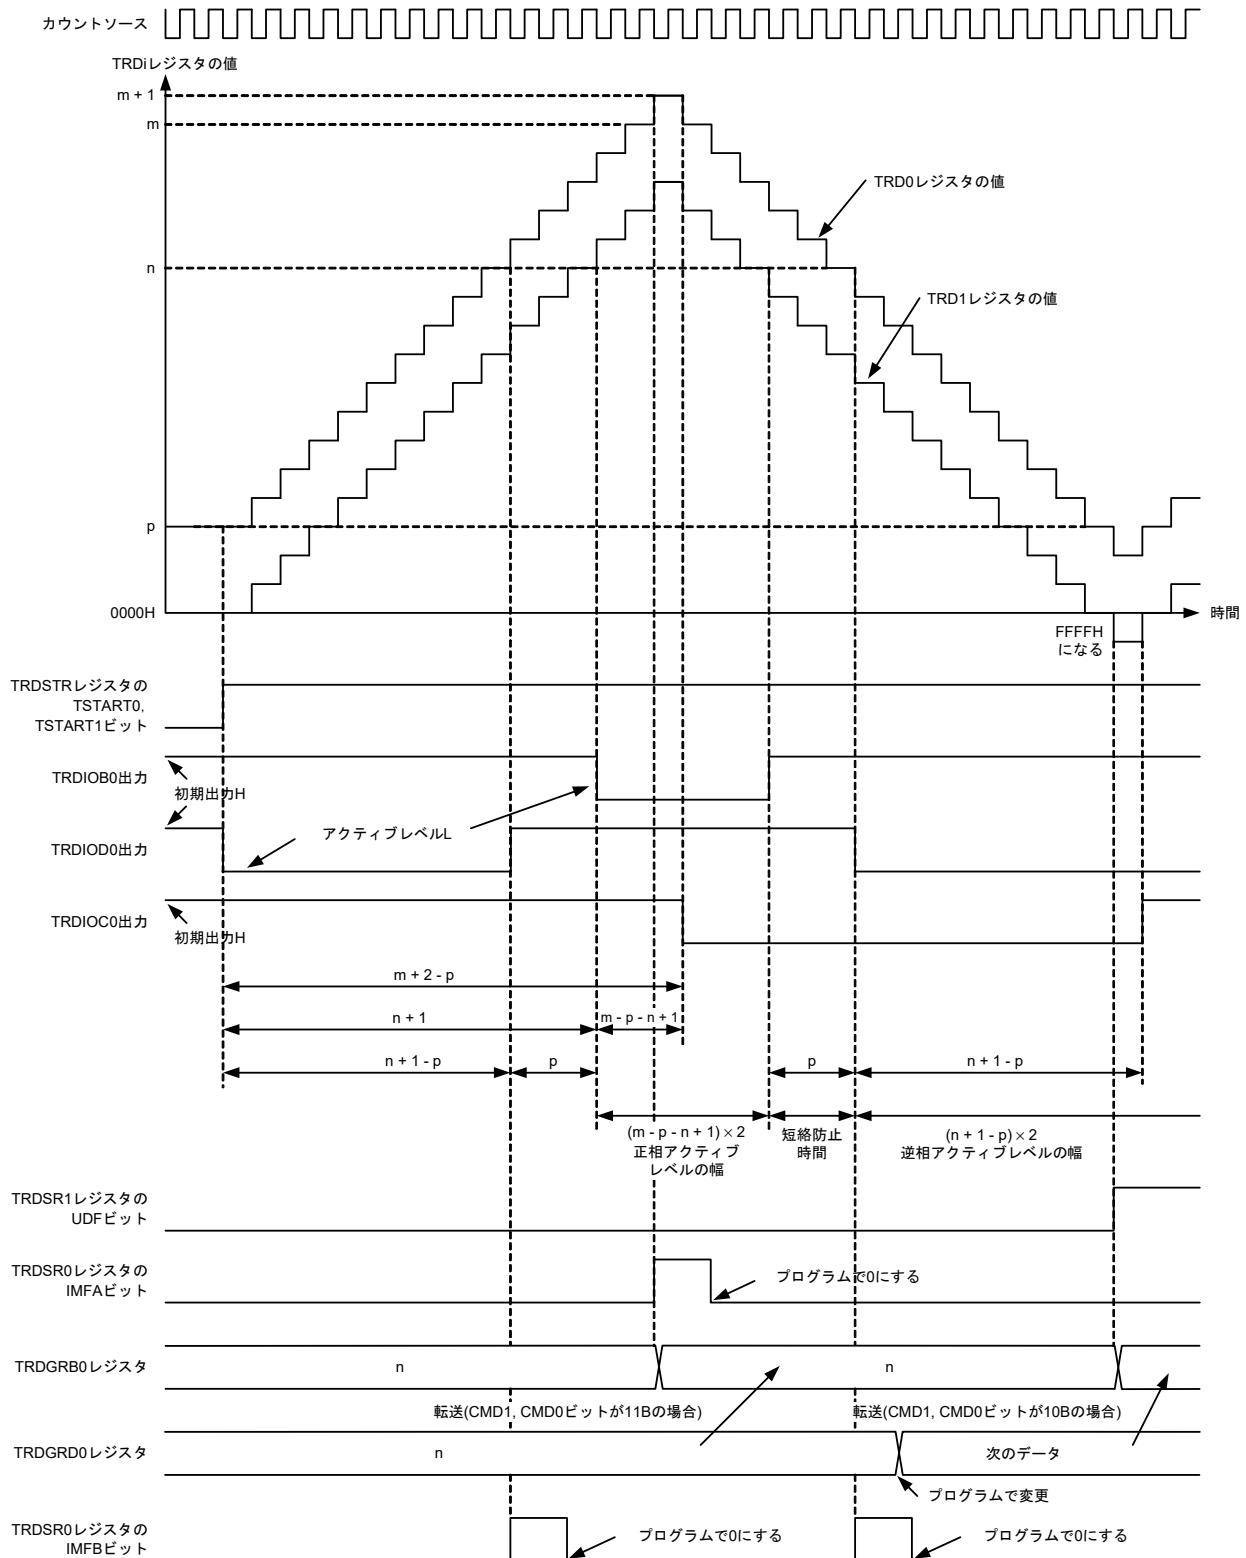 カウントソース
TRDiレジスタの値
m + 1
m
TRD0レジスタの値
n
TRD1レジスタの値
p
0000H
時間
FFFFH
になる
TRDSTRレジスタの
TSTART0,
TSTART1ビット
TRDIOB0出力
初期出力H
アクティブレベルL
TRDIOD0出力
TRDIOC0出力
初期出力H
m + 2 - p
n + 1
m - p - n + 1
n + 1 - p
p
p
n + 1 - p
(m - p - n + 1) × 2
正相アクティブ
レベルの幅
短絡防止
時間
(n + 1 - p) × 2
逆相アクティブレベルの幅
TRDSR1レジスタの
UDFビット
TRDSR0レジスタの
IMFAビット
プログラムで0にする
TRDGRB0レジスタ
n
n
転送(CMD1, CMD0ビットが11Bの場合)
転送(CMD1, CMD0ビットが10Bの場合)
TRDGRD0レジスタ
n
次のデータ
プログラムで変更
TRDSR0レジスタの
IMFBビット
プログラムで0にする
プログラムで0にする